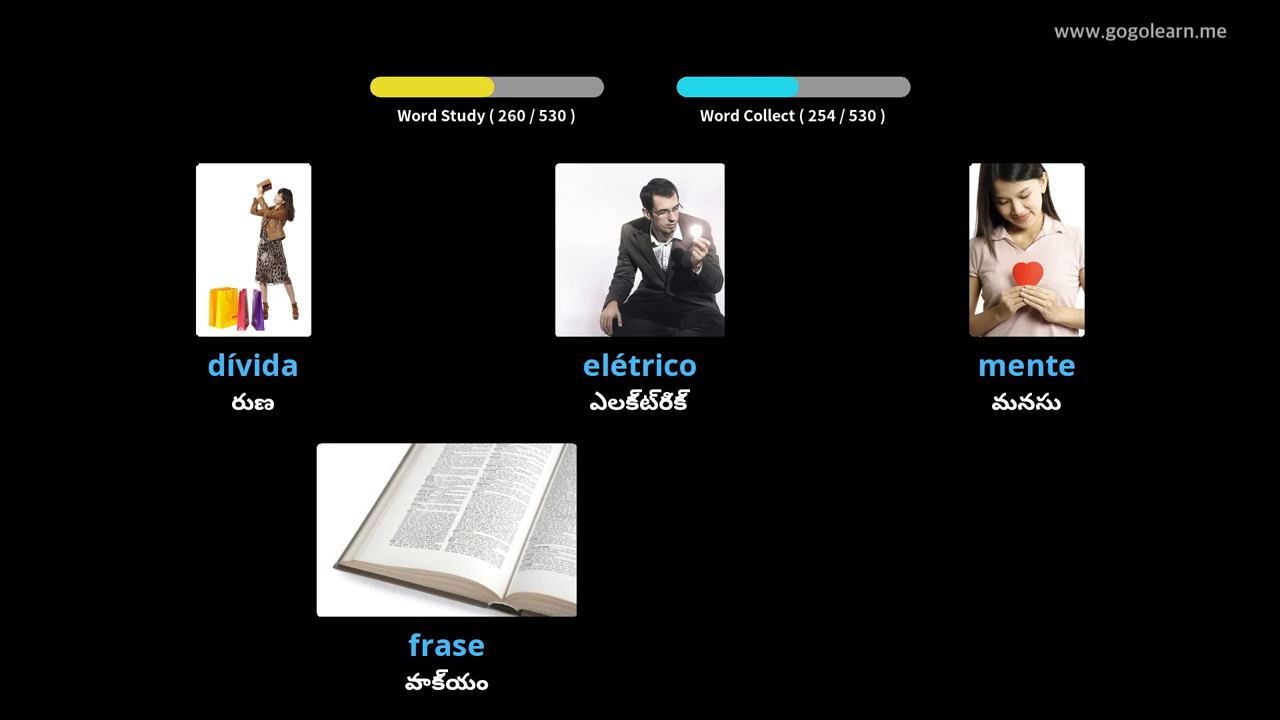 www.gogolearn.me
Word Study ( 260 / 530 )
Word Collect ( 254 / 530 )
dívida
రుణ
elétrico
ఎలక్ట్రిక్
mente
మనసు
frase
వాక్యం